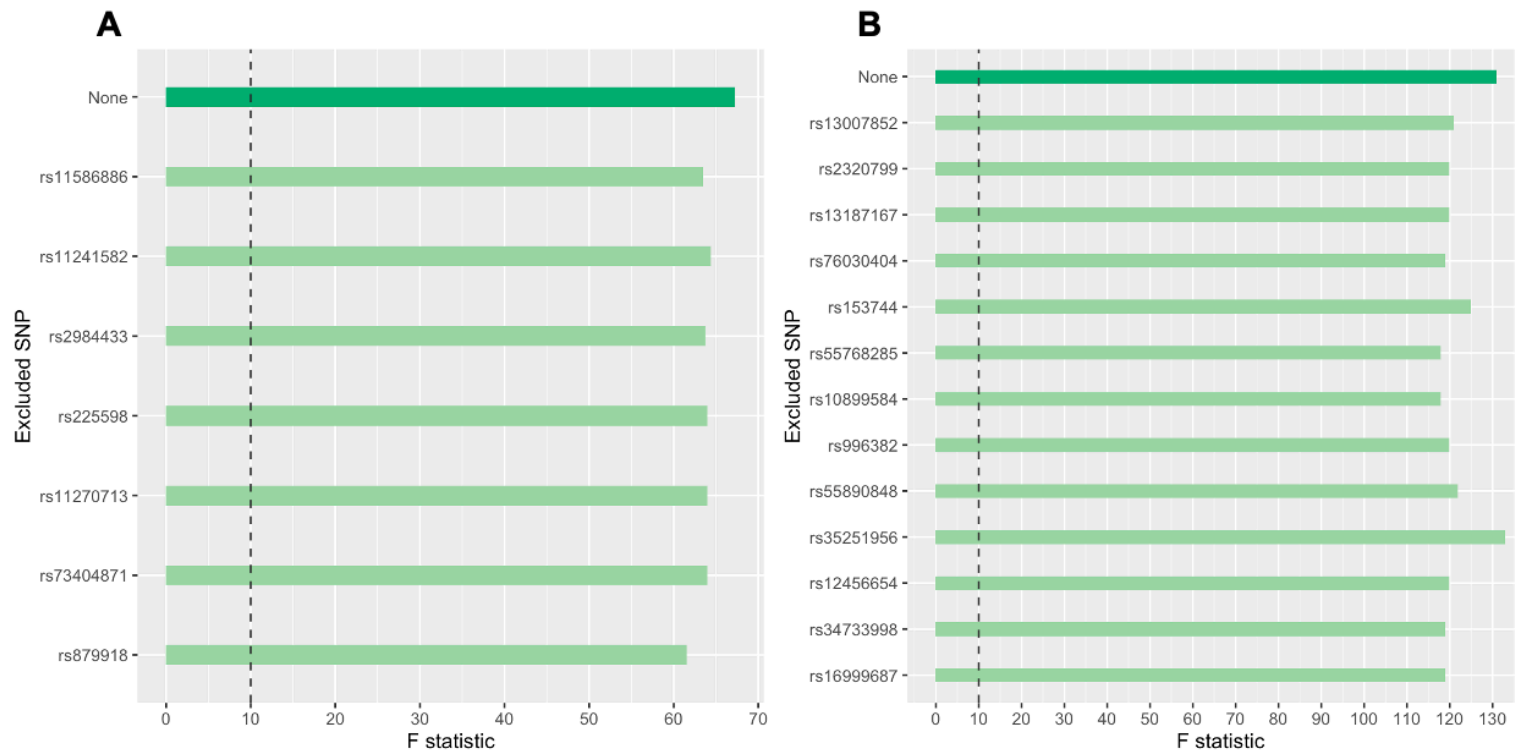 A
None
rs11586886
rs11241582
rs2984433
rs225598
rs11270713
rs73404871
rs879918
Excluded SNP
0 10 20 30 40 50 60 70
F statistic
B
None
rs13007852
rs2320799
rs13187167
rs76030404
rs153744
rs55768285
rs10899584
rs996382
rs55890848
rs35251956
rs12456654
rs34733998
rs16999687
Excluded SNP
0 10 20 30 40 50 60 70 80 90 100 110 120 130
F statistic